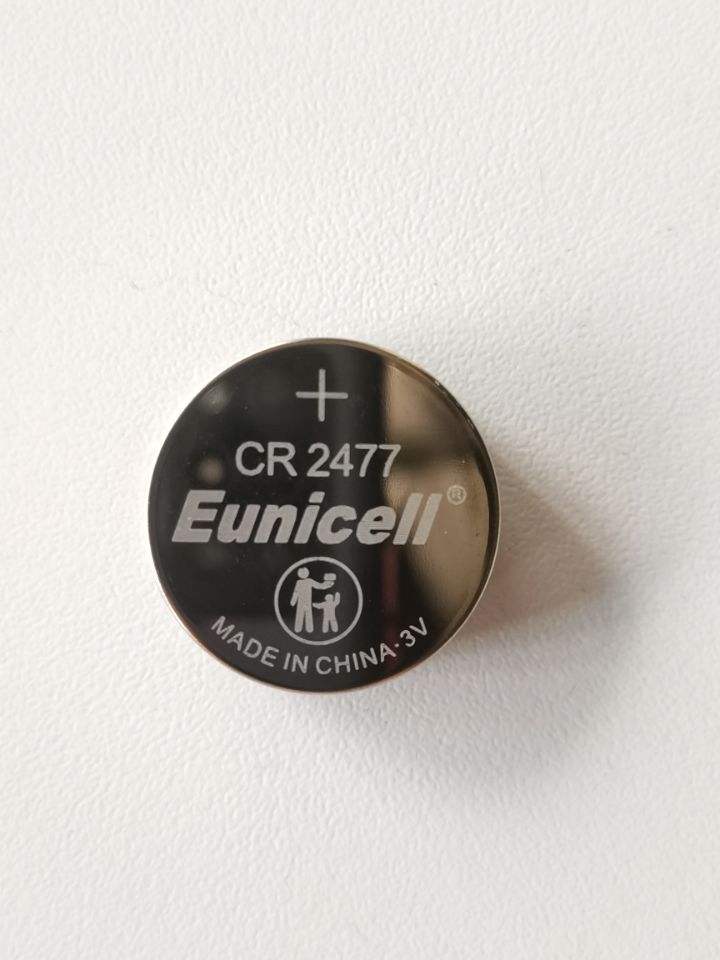 +
CR 2477
Eunicell®
MADE IN CHINA·3V